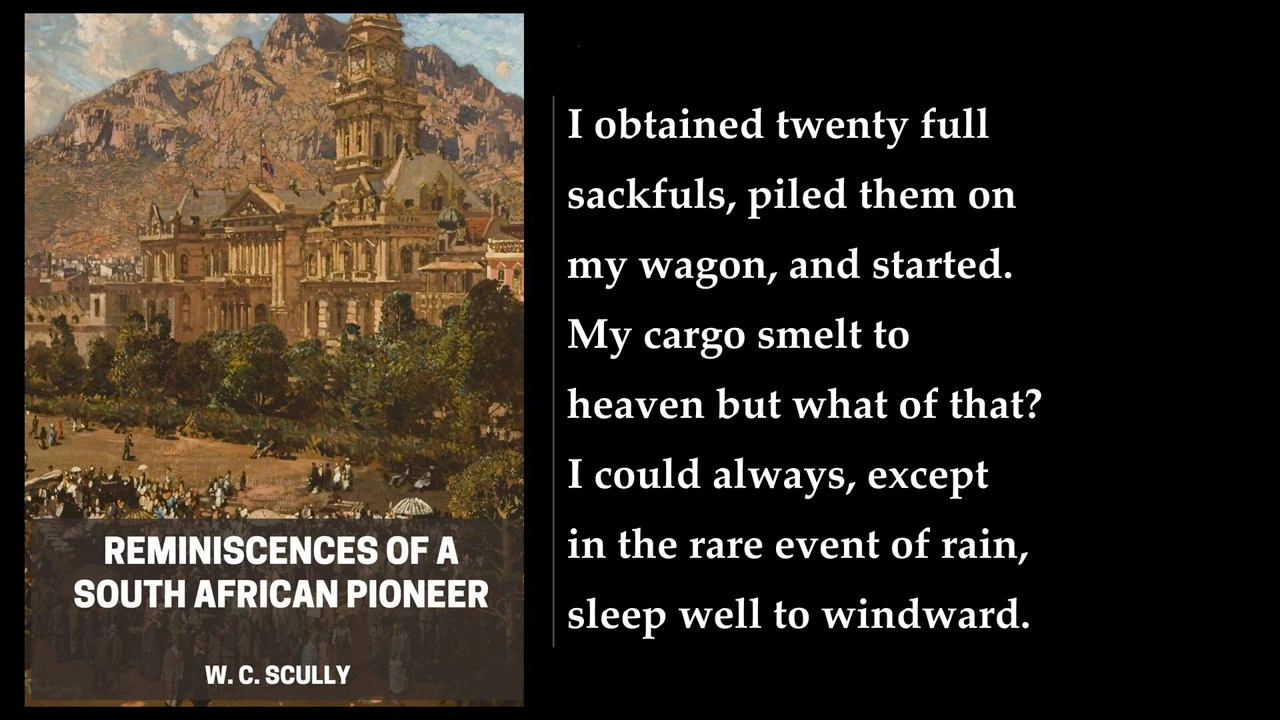 I obtained twenty full
sackfuls, piled them on
my wagon, and started.
My cargo smelt to
heaven but what of that?
I could always, except
in the rare event of rain,
sleep well to windward.
REMINISCENCES OF A
SOUTH AFRICAN PIONEER
W. C. SCULLY